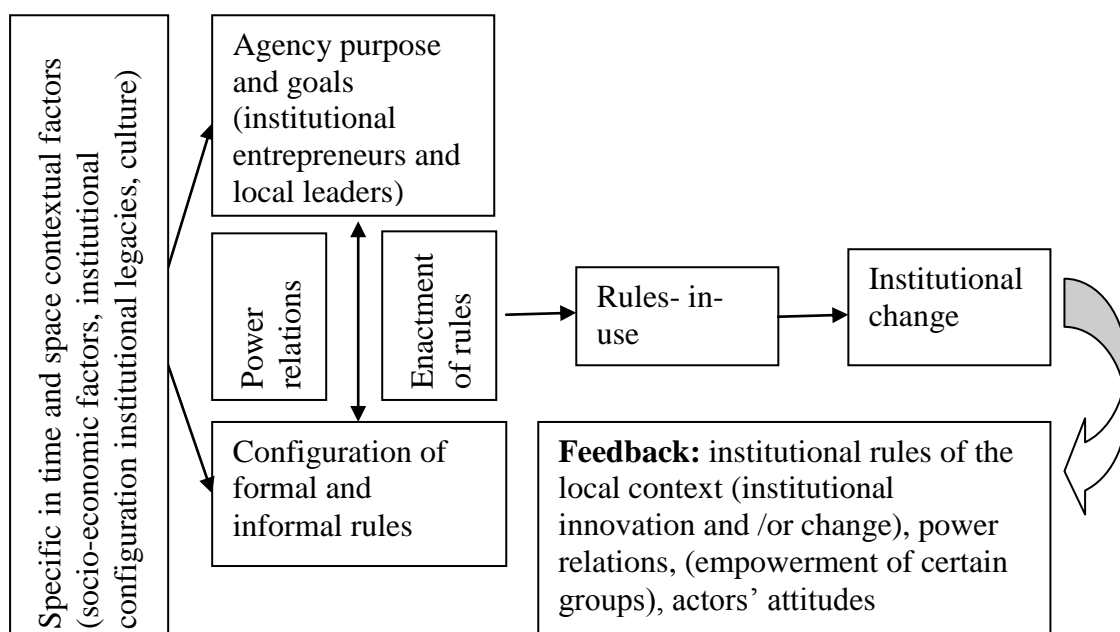 Specific in time and space contextual factors
(socio-economic factors, institutional
configuration institutional legacies, culture)
Agency purpose
and goals
(institutional
entrepreneurs and
local leaders)
Power
relations
Enactment
of rules
Rules- in-
use
Institutional
change
Configuration of
formal and
informal rules
Feedback: institutional rules of the
local context (institutional
innovation and /or change), power
relations, (empowerment of certain
groups), actors’ attitudes